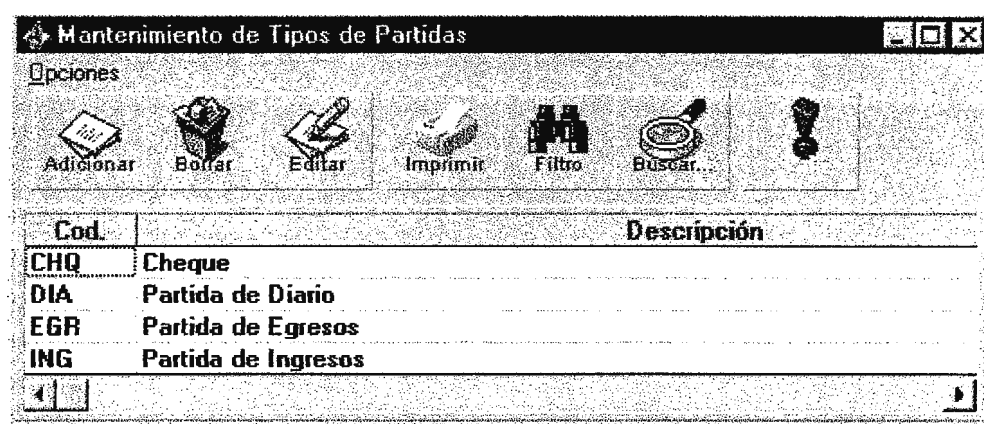 Mantenimiento de Tipos de Partidas
Opciones
Adicionar Borrar Editar Imprimir Filtro Buscar...
Cod. Descripción
CHQ Cheque
DIA Partida de Diario
EGR Partida de Egresos
ING Partida de Ingresos